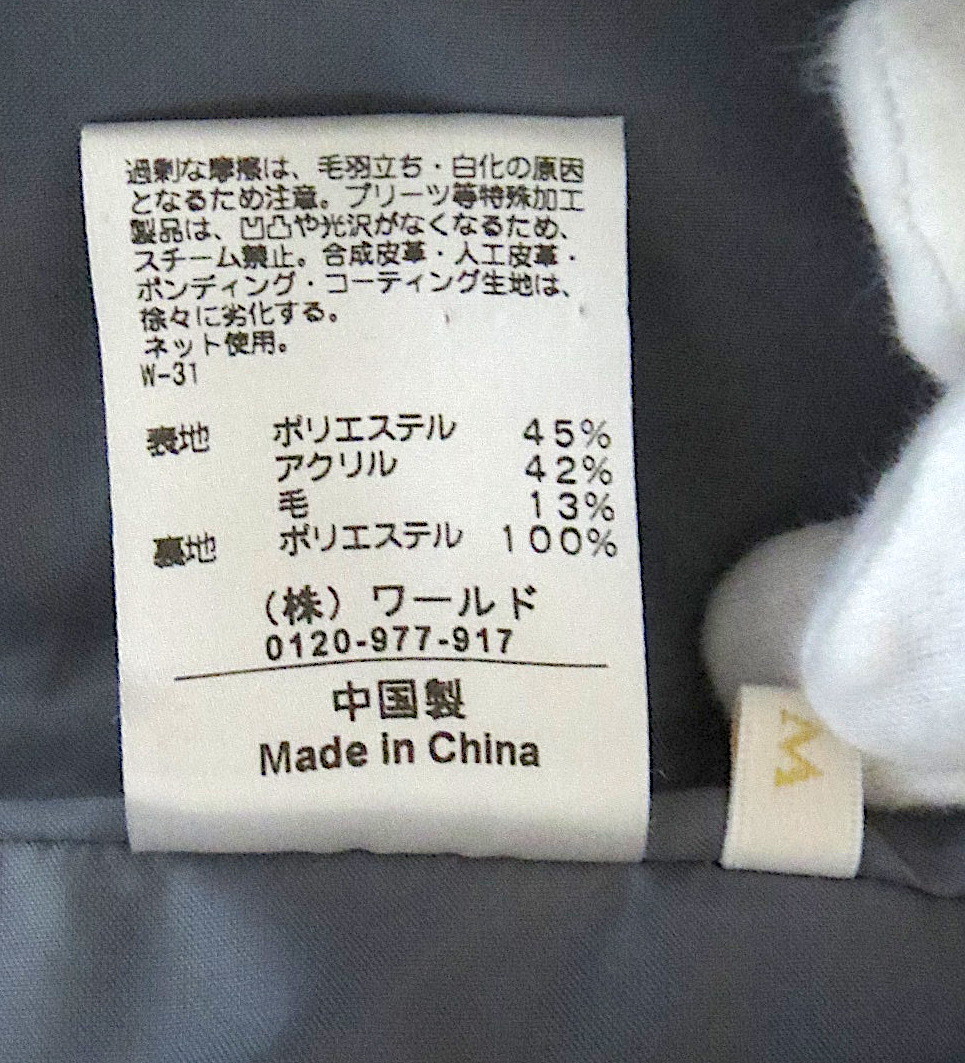 過剰な摩擦は、毛羽立ち・白化の原因
となるため注意。プリーツ等特殊加工
製品は、凹凸や光沢がなくなるため、
スチーム禁止。合成皮革・人工皮革・
ボンディング・コーティング生地は、
徐々に劣化する。
ネット使用。
W-31
表地 ポリエステル 45%
アクリル 42%
毛 13%
裏地 ポリエステル 100%
(株) ワールド
0120-977-917
中国製
Made in China
M